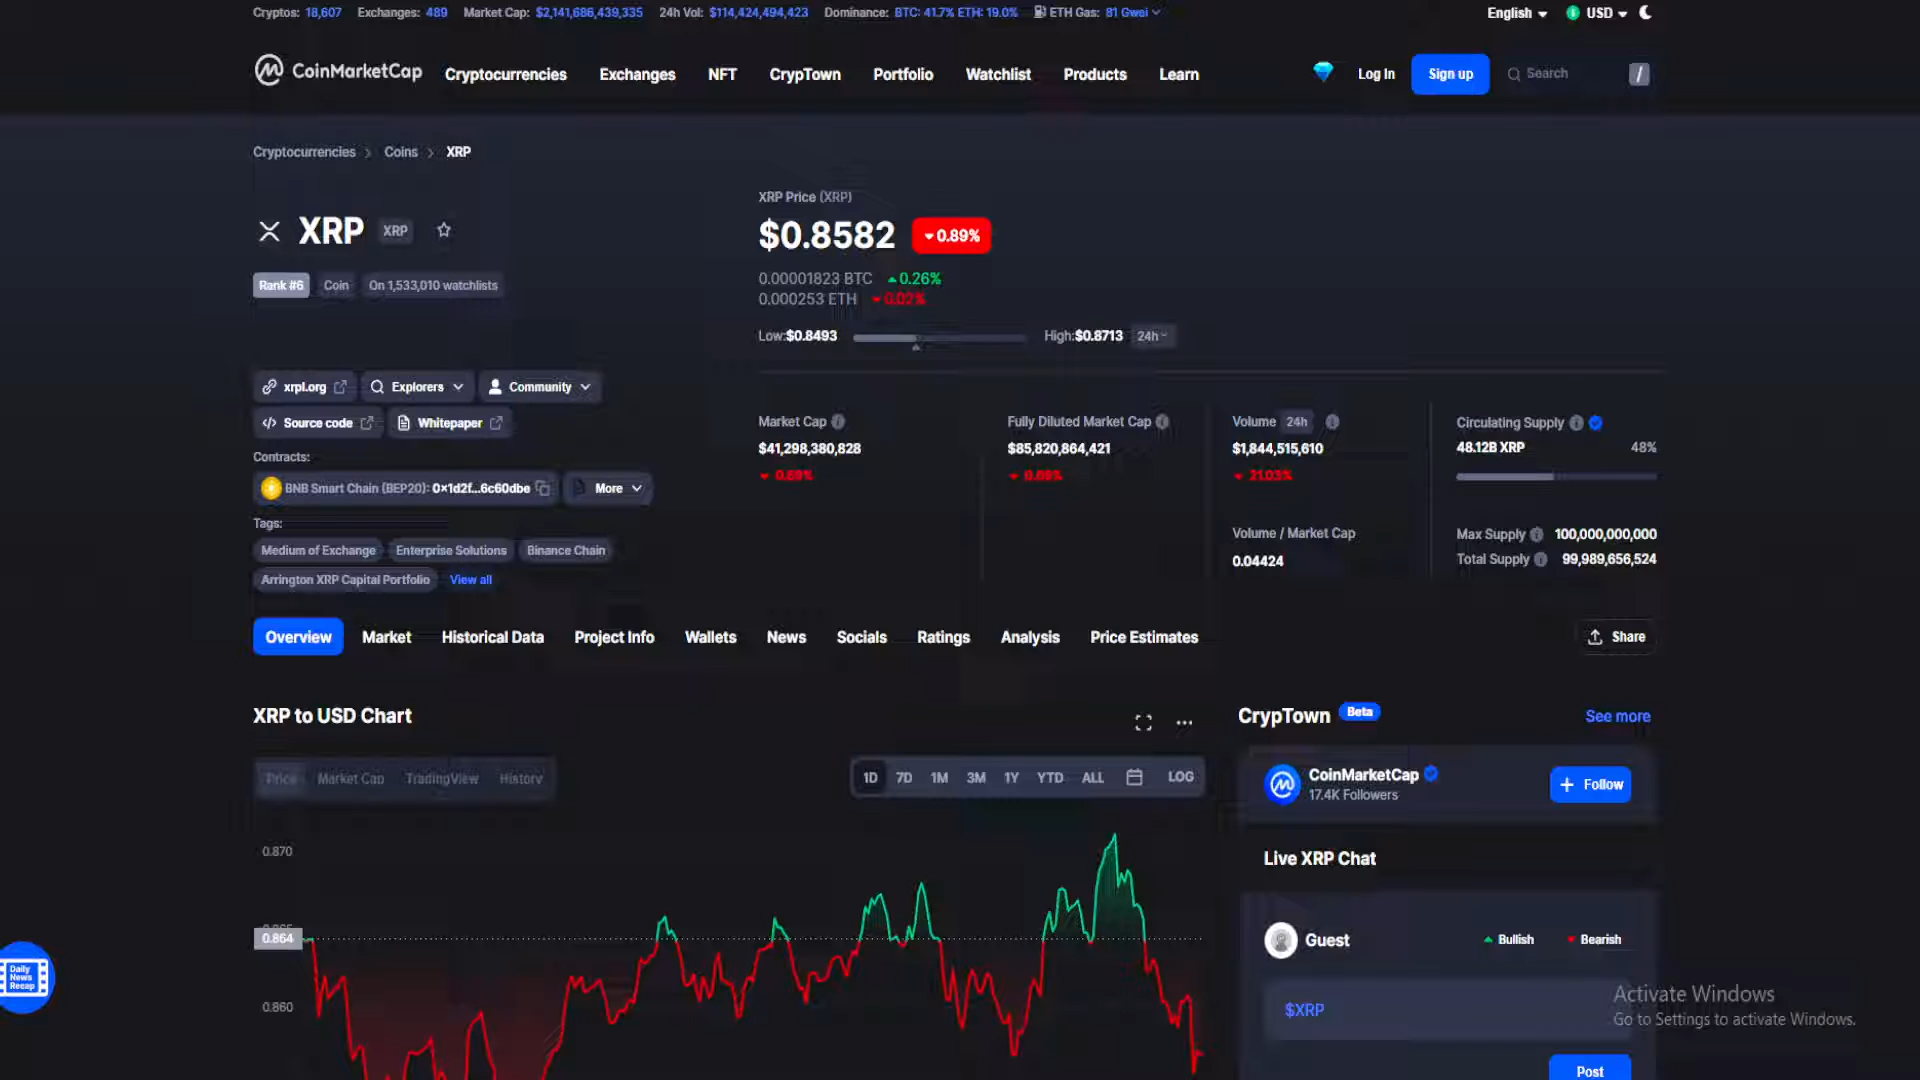 Cryptos: 18,607 Exchanges: 489 Market Cap: $2,141,686,439,335 24h Vol: $114,424,494,423 Dominance: BTC: 41.7% ETH: 19.0% ETH Gas: 81 Gwei
English USD
CoinMarketCap Cryptocurrencies Exchanges NFT CrypTown Portfolio Watchlist Products Learn
Log In Sign up Search /
Cryptocurrencies > Coins > XRP
XRP XRP
Rank #6 Coin On 1,533,010 watchlists
XRP Price (XRP)
$0.8582 0.89%
0.00001823 BTC 0.26%
0.000253 ETH 0.02%
Low:$0.8493 High:$0.8713 24h
xrpl.org Explorers Community
Source code Whitepaper
Contracts:
BNB Smart Chain (BEP20): 0x1d2f...6c60dbe More
Tags:
Medium of Exchange Enterprise Solutions Binance Chain
Arrington XRP Capital Portfolio View all
Market Cap
$41,298,380,828
0.89%
Fully Diluted Market Cap
$85,820,864,421
Volume 24h
$1,844,515,610
21.03%
Volume / Market Cap
0.04424
Circulating Supply
48.12B XRP 48%
Max Supply 100,000,000,000
Total Supply 99,989,656,524
Overview Market Historical Data Project Info Wallets News Socials Ratings Analysis Price Estimates
Share
XRP to USD Chart
Price Market Cap TradingView History
1D 7D 1M 3M 1Y YTD ALL LOG
0.870
0.864
0.860
Daily
News
Recap
CrypTown Beta See more
CoinMarketCap
17.4K Followers
+ Follow
Live XRP Chat
Guest Bullish Bearish
$XRP
Post
Activate Windows
Go to Settings to activate Windows.